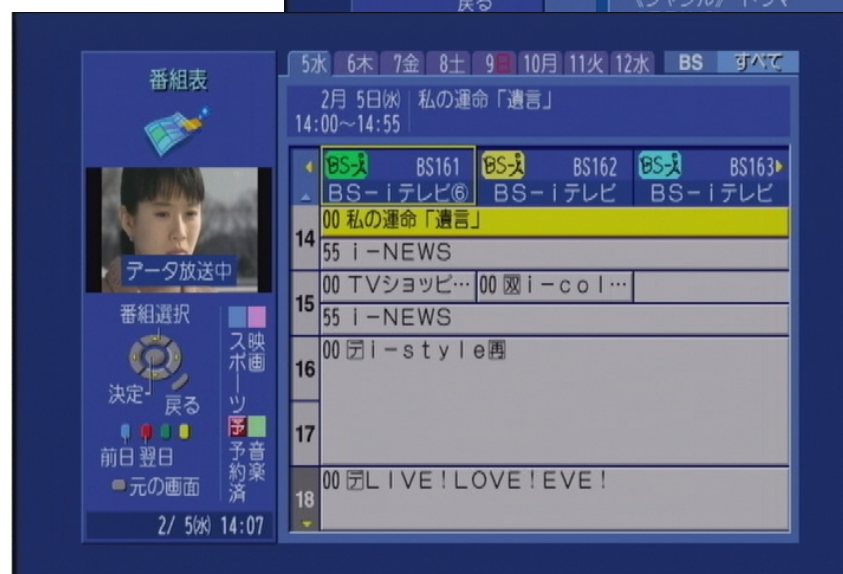 戻る
《ジャンル》 ドラマ
番組表
5水 6木 7金 8土 9日 10月 11火 12水 BS すべて
2月 5日(水) 私の運命「遺言」
14:00〜14:55
BS-i BS161 BS-i BS162 BS-i BS163
BS−iテレビ⑥ BS−iテレビ BS−iテレビ
14
00 私の運命「遺言」
55 i−NEWS
15
00 TVショッピ… 00 🈔i−col…
55 i−NEWS
16
00 🈓i−style🈞
17
18
00 🈓LIVE!LOVE!EVE!
データ放送中
番組選択
決定
戻る
スポーツ
映画
予
予約済
音楽
前日 翌日
元の画面
2/ 5(水) 14:07